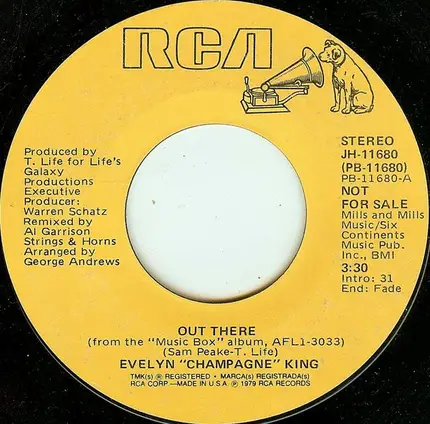 RCA
Produced by
T. Life for Life's
Galaxy
Productions
Executive
Producer:
Warren Schatz
Remixed by
Al Garrison
Strings & Horns
Arranged by
George Andrews
STEREO
JH-11680
(PB-11680)
PB-11680-A
NOT
FOR SALE
Mills and Mills
Music/Six
Continents
Music Pub.
Inc., BMI
3:30
Intro: 31
End: Fade
OUT THERE
(from the "Music Box" album, AFL1-3033)
(Sam Peake-T. Life)
EVELYN "CHAMPAGNE" KING
TMK(s) ® REGISTERED • MARCA(s) REGISTRADA(s)
RCA CORP—MADE IN U.S.A. ℗ 1979 RCA RECORDS